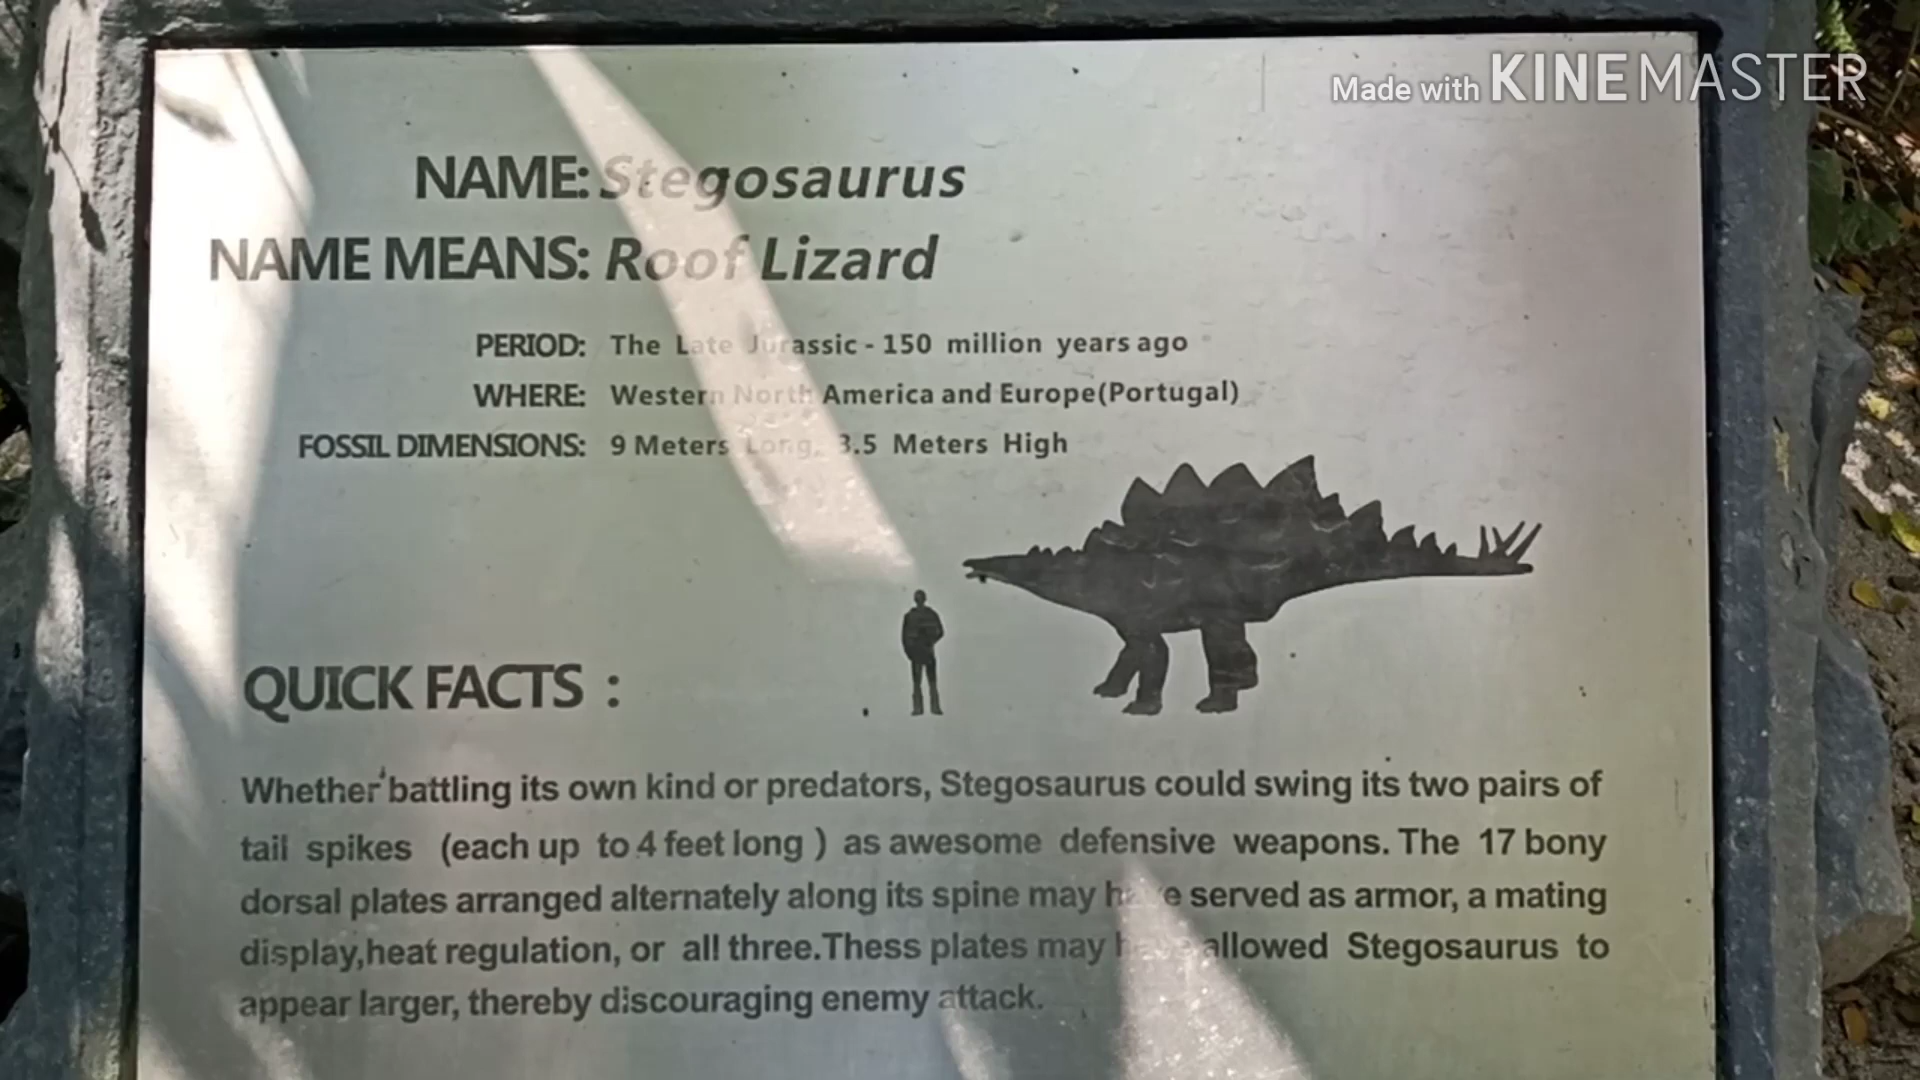 Made with KINEMASTER
NAME: Stegosaurus
NAME MEANS: Roof Lizard
PERIOD: The Late Jurassic - 150 million years ago
WHERE: Western North America and Europe(Portugal)
FOSSIL DIMENSIONS: 9 Meters Long, 3.5 Meters High
QUICK FACTS :
Whether battling its own kind or predators, Stegosaurus could swing its two pairs of
tail spikes (each up to 4 feet long ) as awesome defensive weapons. The 17 bony
dorsal plates arranged alternately along its spine may have served as armor, a mating
display,heat regulation, or all three.Thess plates may have allowed Stegosaurus to
appear larger, thereby discouraging enemy attack.